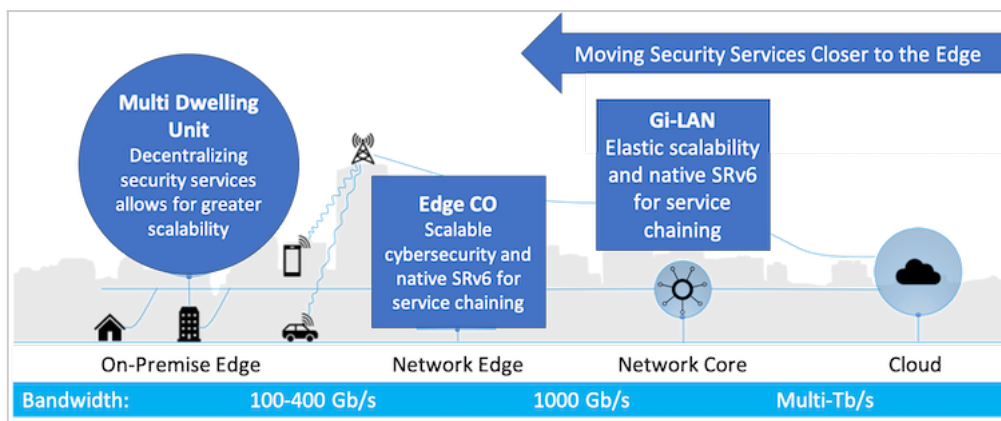 Moving Security Services Closer to the Edge
Multi Dwelling
Unit
Decentralizing
security services
allows for greater
scalability
Gi-LAN
Elastic scalability
and native SRv6
for service
chaining
Edge CO
Scalable
cybersecurity and
native SRv6 for
service chaining
On-Premise Edge
Network Edge
Network Core
Cloud
Bandwidth: 100-400 Gb/s 1000 Gb/s Multi-Tb/s